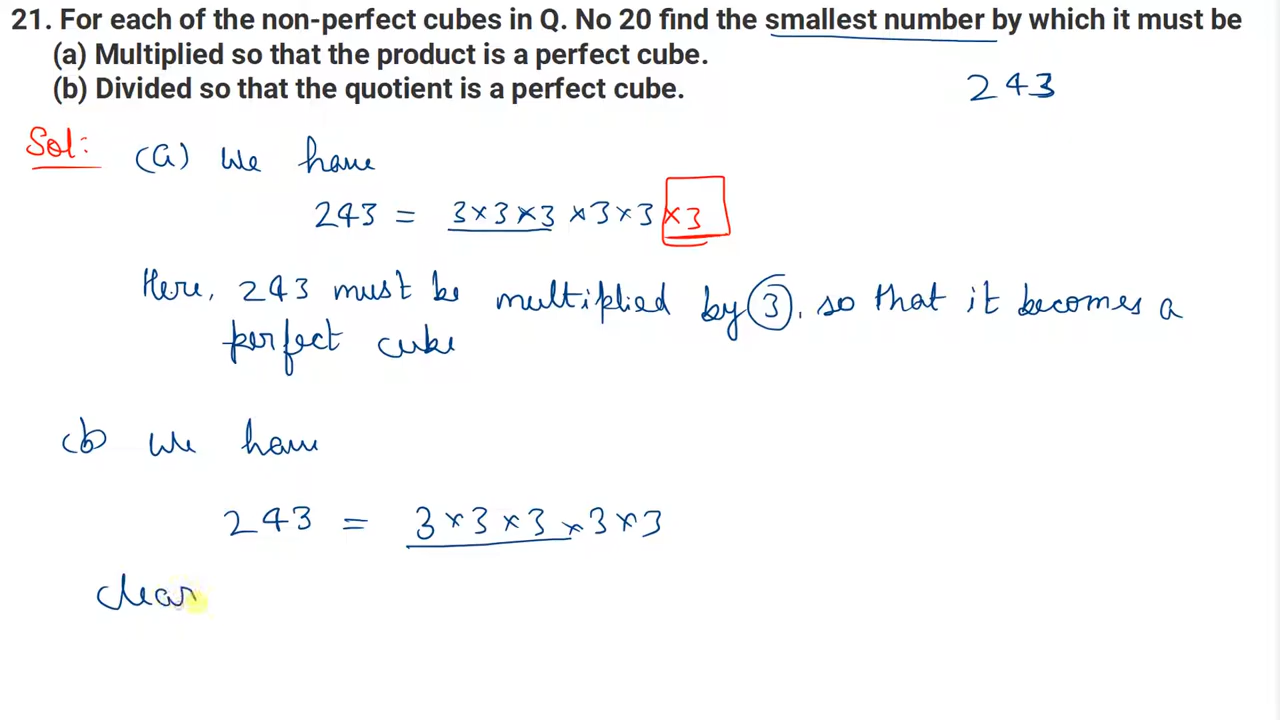 21. For each of the non-perfect cubes in Q. No 20 find the smallest number by which it must be
(a) Multiplied so that the product is a perfect cube.
(b) Divided so that the quotient is a perfect cube.
243
Sol:
(a) We have
243 = 3×3×3×3×3×3
Here, 243 must be multiplied by 3, so that it becomes a
perfect cube
(b) We have
243 = 3×3×3×3×3
Clear